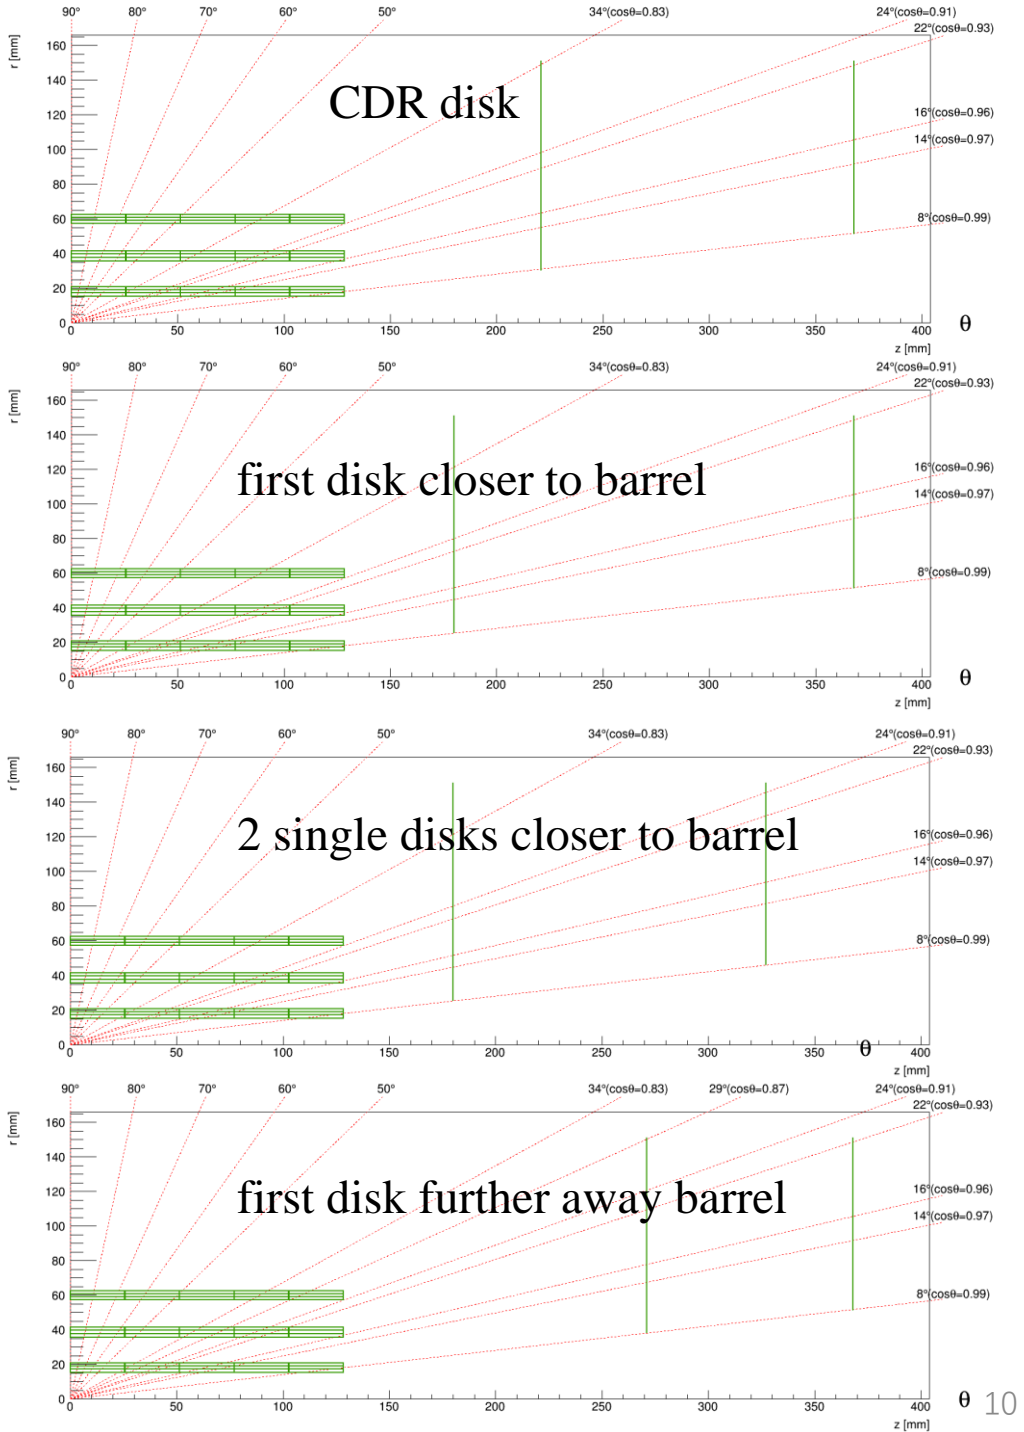 90° 80° 70° 60° 50° 34°(cosθ=0.83) 24°(cosθ=0.91)
22°(cosθ=0.93)
r [mm]
160
140
CDR disk
120
16°(cosθ=0.96)
14°(cosθ=0.97)
100
80
60
8°(cosθ=0.99)
40
20
0
0 50 100 150 200 250 300 350 400
θ
z [mm]
90° 80° 70° 60° 50° 34°(cosθ=0.83) 24°(cosθ=0.91)
22°(cosθ=0.93)
r [mm]
160
140
120
first disk closer to barrel
16°(cosθ=0.96)
14°(cosθ=0.97)
100
80
60
8°(cosθ=0.99)
40
20
0
0 50 100 150 200 250 300 350 400
θ
z [mm]
90° 80° 70° 60° 50° 34°(cosθ=0.83) 24°(cosθ=0.91)
22°(cosθ=0.93)
r [mm]
160
140
120
2 single disks closer to barrel
16°(cosθ=0.96)
14°(cosθ=0.97)
100
80
60
8°(cosθ=0.99)
40
20
0
0 50 100 150 200 250 300 350 400
θ
z [mm]
90° 80° 70° 60° 50° 34°(cosθ=0.83) 29°(cosθ=0.87) 24°(cosθ=0.91)
22°(cosθ=0.93)
r [mm]
160
140
120
first disk further away barrel
16°(cosθ=0.96)
14°(cosθ=0.97)
100
80
60
8°(cosθ=0.99)
40
20
0
0 50 100 150 200 250 300 350 400
θ
z [mm]
10